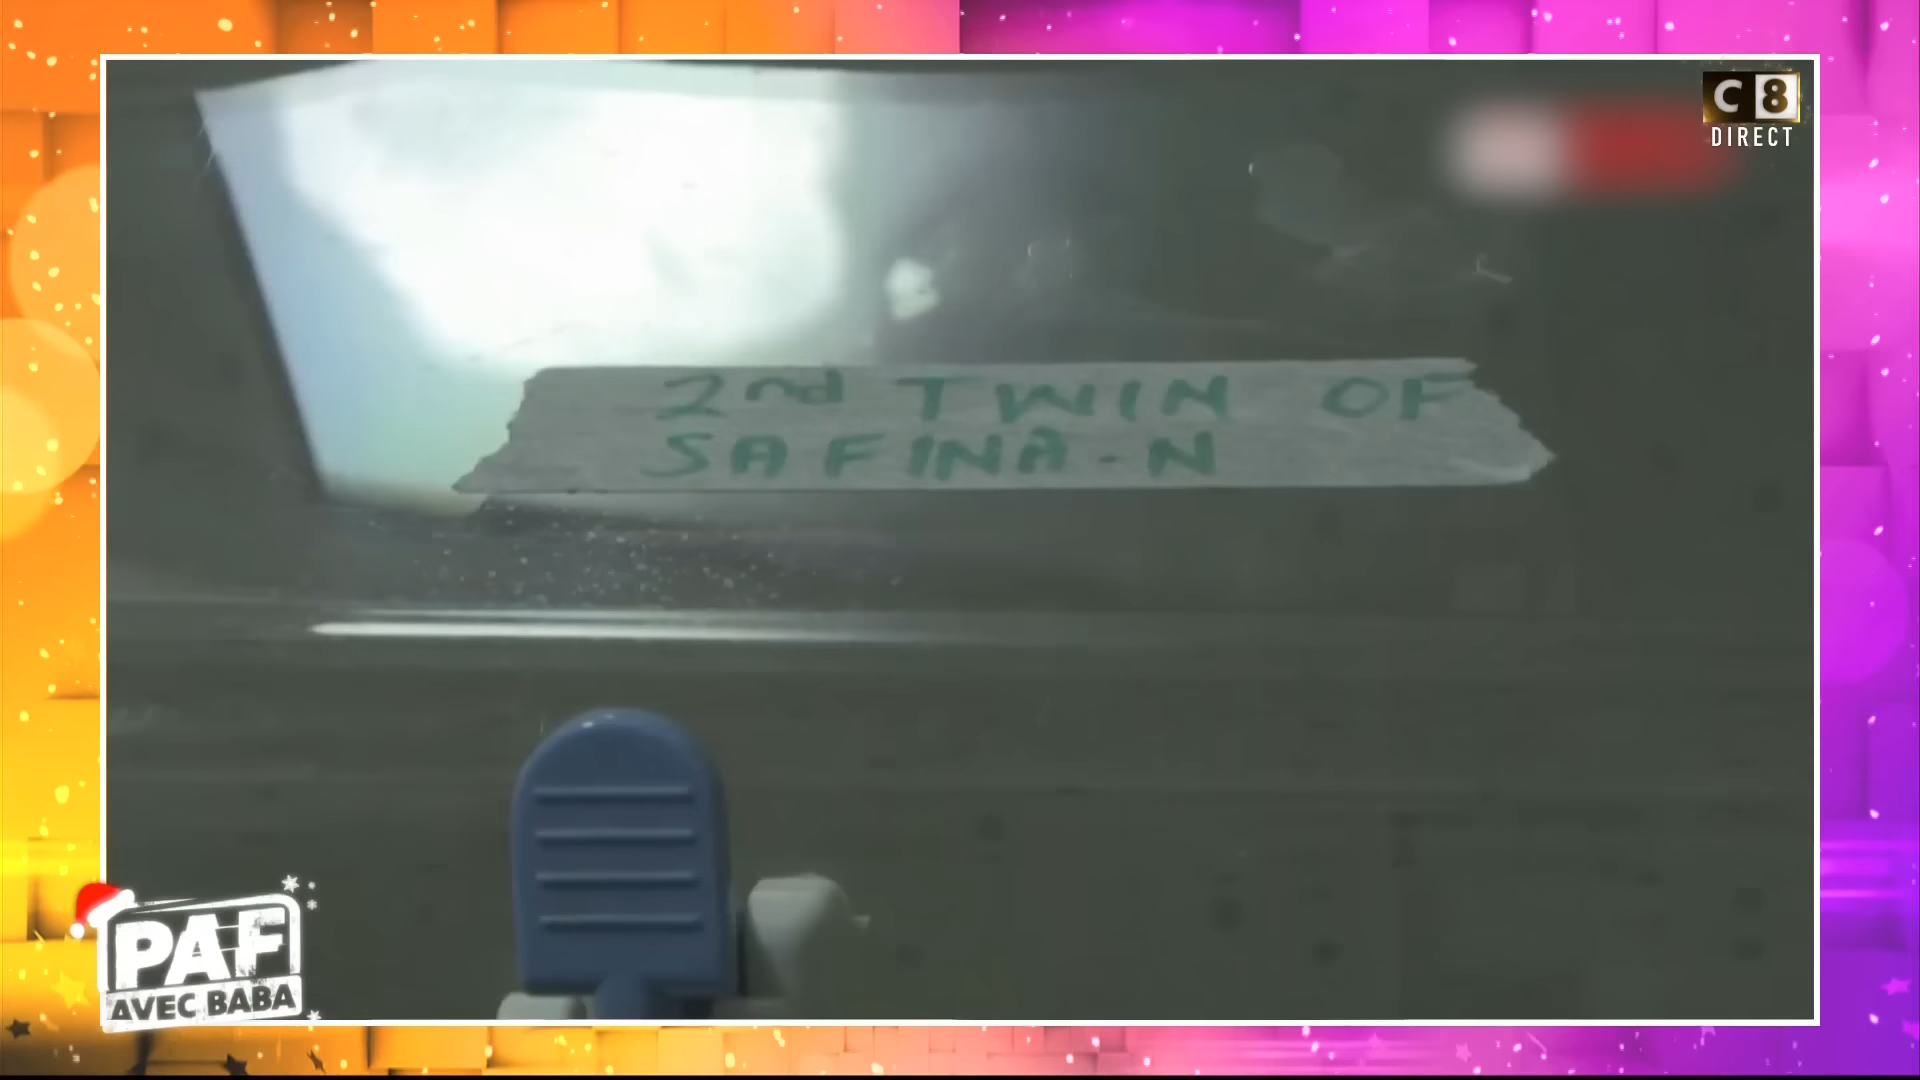 C8
DIRECT
2nd TWIN OF
SAFINA-N
PAF
AVEC BABA